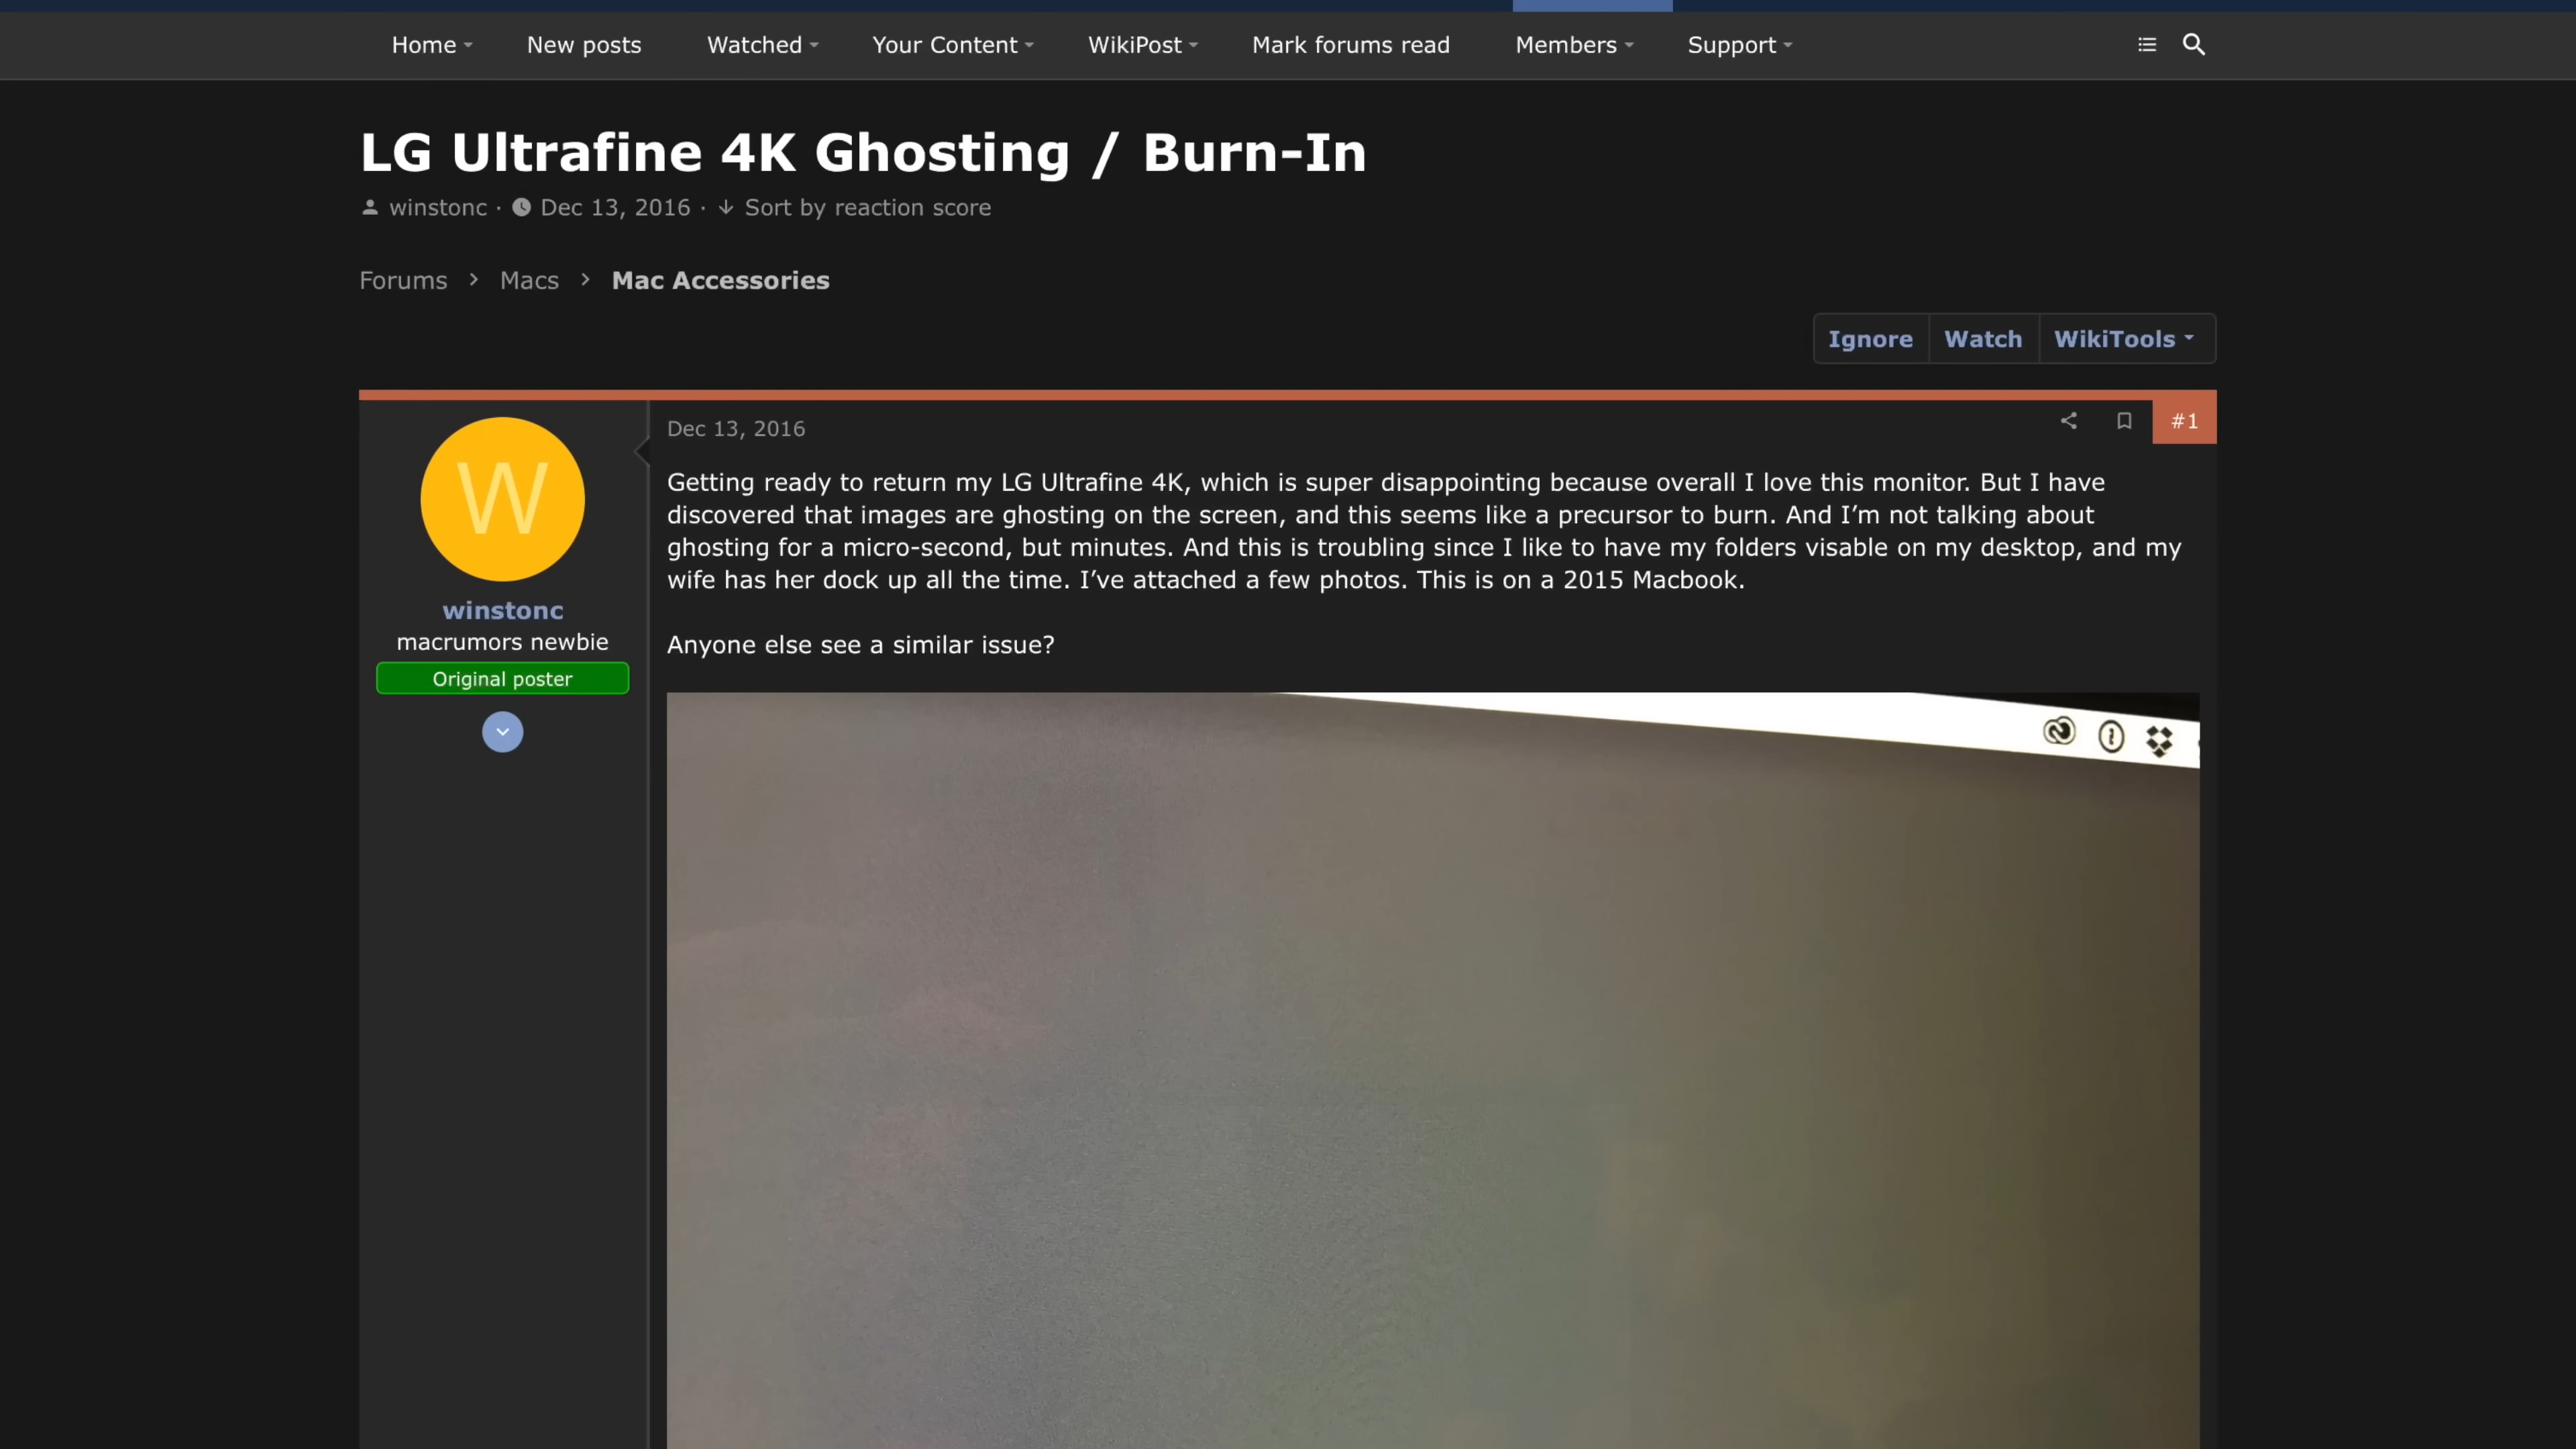 Home
New posts
Watched
Your Content
WikiPost
Mark forums read
Members
Support
LG Ultrafine 4K Ghosting / Burn-In
winstonc · Dec 13, 2016 · Sort by reaction score
Forums > Macs > Mac Accessories
Ignore
Watch
WikiTools
W
winstonc
macrumors newbie
Original poster
Dec 13, 2016
#1
Getting ready to return my LG Ultrafine 4K, which is super disappointing because overall I love this monitor. But I have
discovered that images are ghosting on the screen, and this seems like a precursor to burn. And I’m not talking about
ghosting for a micro-second, but minutes. And this is troubling since I like to have my folders visable on my desktop, and my
wife has her dock up all the time. I’ve attached a few photos. This is on a 2015 Macbook.
Anyone else see a similar issue?